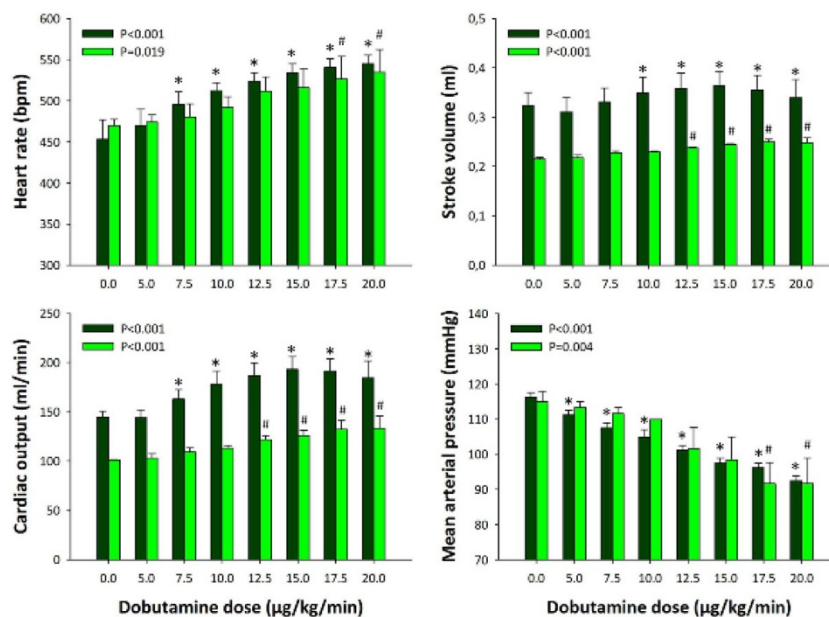 Heart rate (bpm)
600
550
500
450
400
350
300
P<0.001
P=0.019
* * * * * # * #
0.0 5.0 7.5 10.0 12.5 15.0 17.5 20.0
Stroke volume (ml)
0,5
0,4
0,3
0,2
0,1
0,0
P<0.001
P<0.001
* * * * *
# # # #
0.0 5.0 7.5 10.0 12.5 15.0 17.5 20.0
Cardiac output (ml/min)
250
200
150
100
50
0
P<0.001
P<0.001
* * * * * *
# # # #
0.0 5.0 7.5 10.0 12.5 15.0 17.5 20.0
Dobutamine dose (µg/kg/min)
Mean arterial pressure (mmHg)
140
130
120
110
100
90
80
70
P<0.001
P=0.004
* * * * * * # * #
0.0 5.0 7.5 10.0 12.5 15.0 17.5 20.0
Dobutamine dose (µg/kg/min)